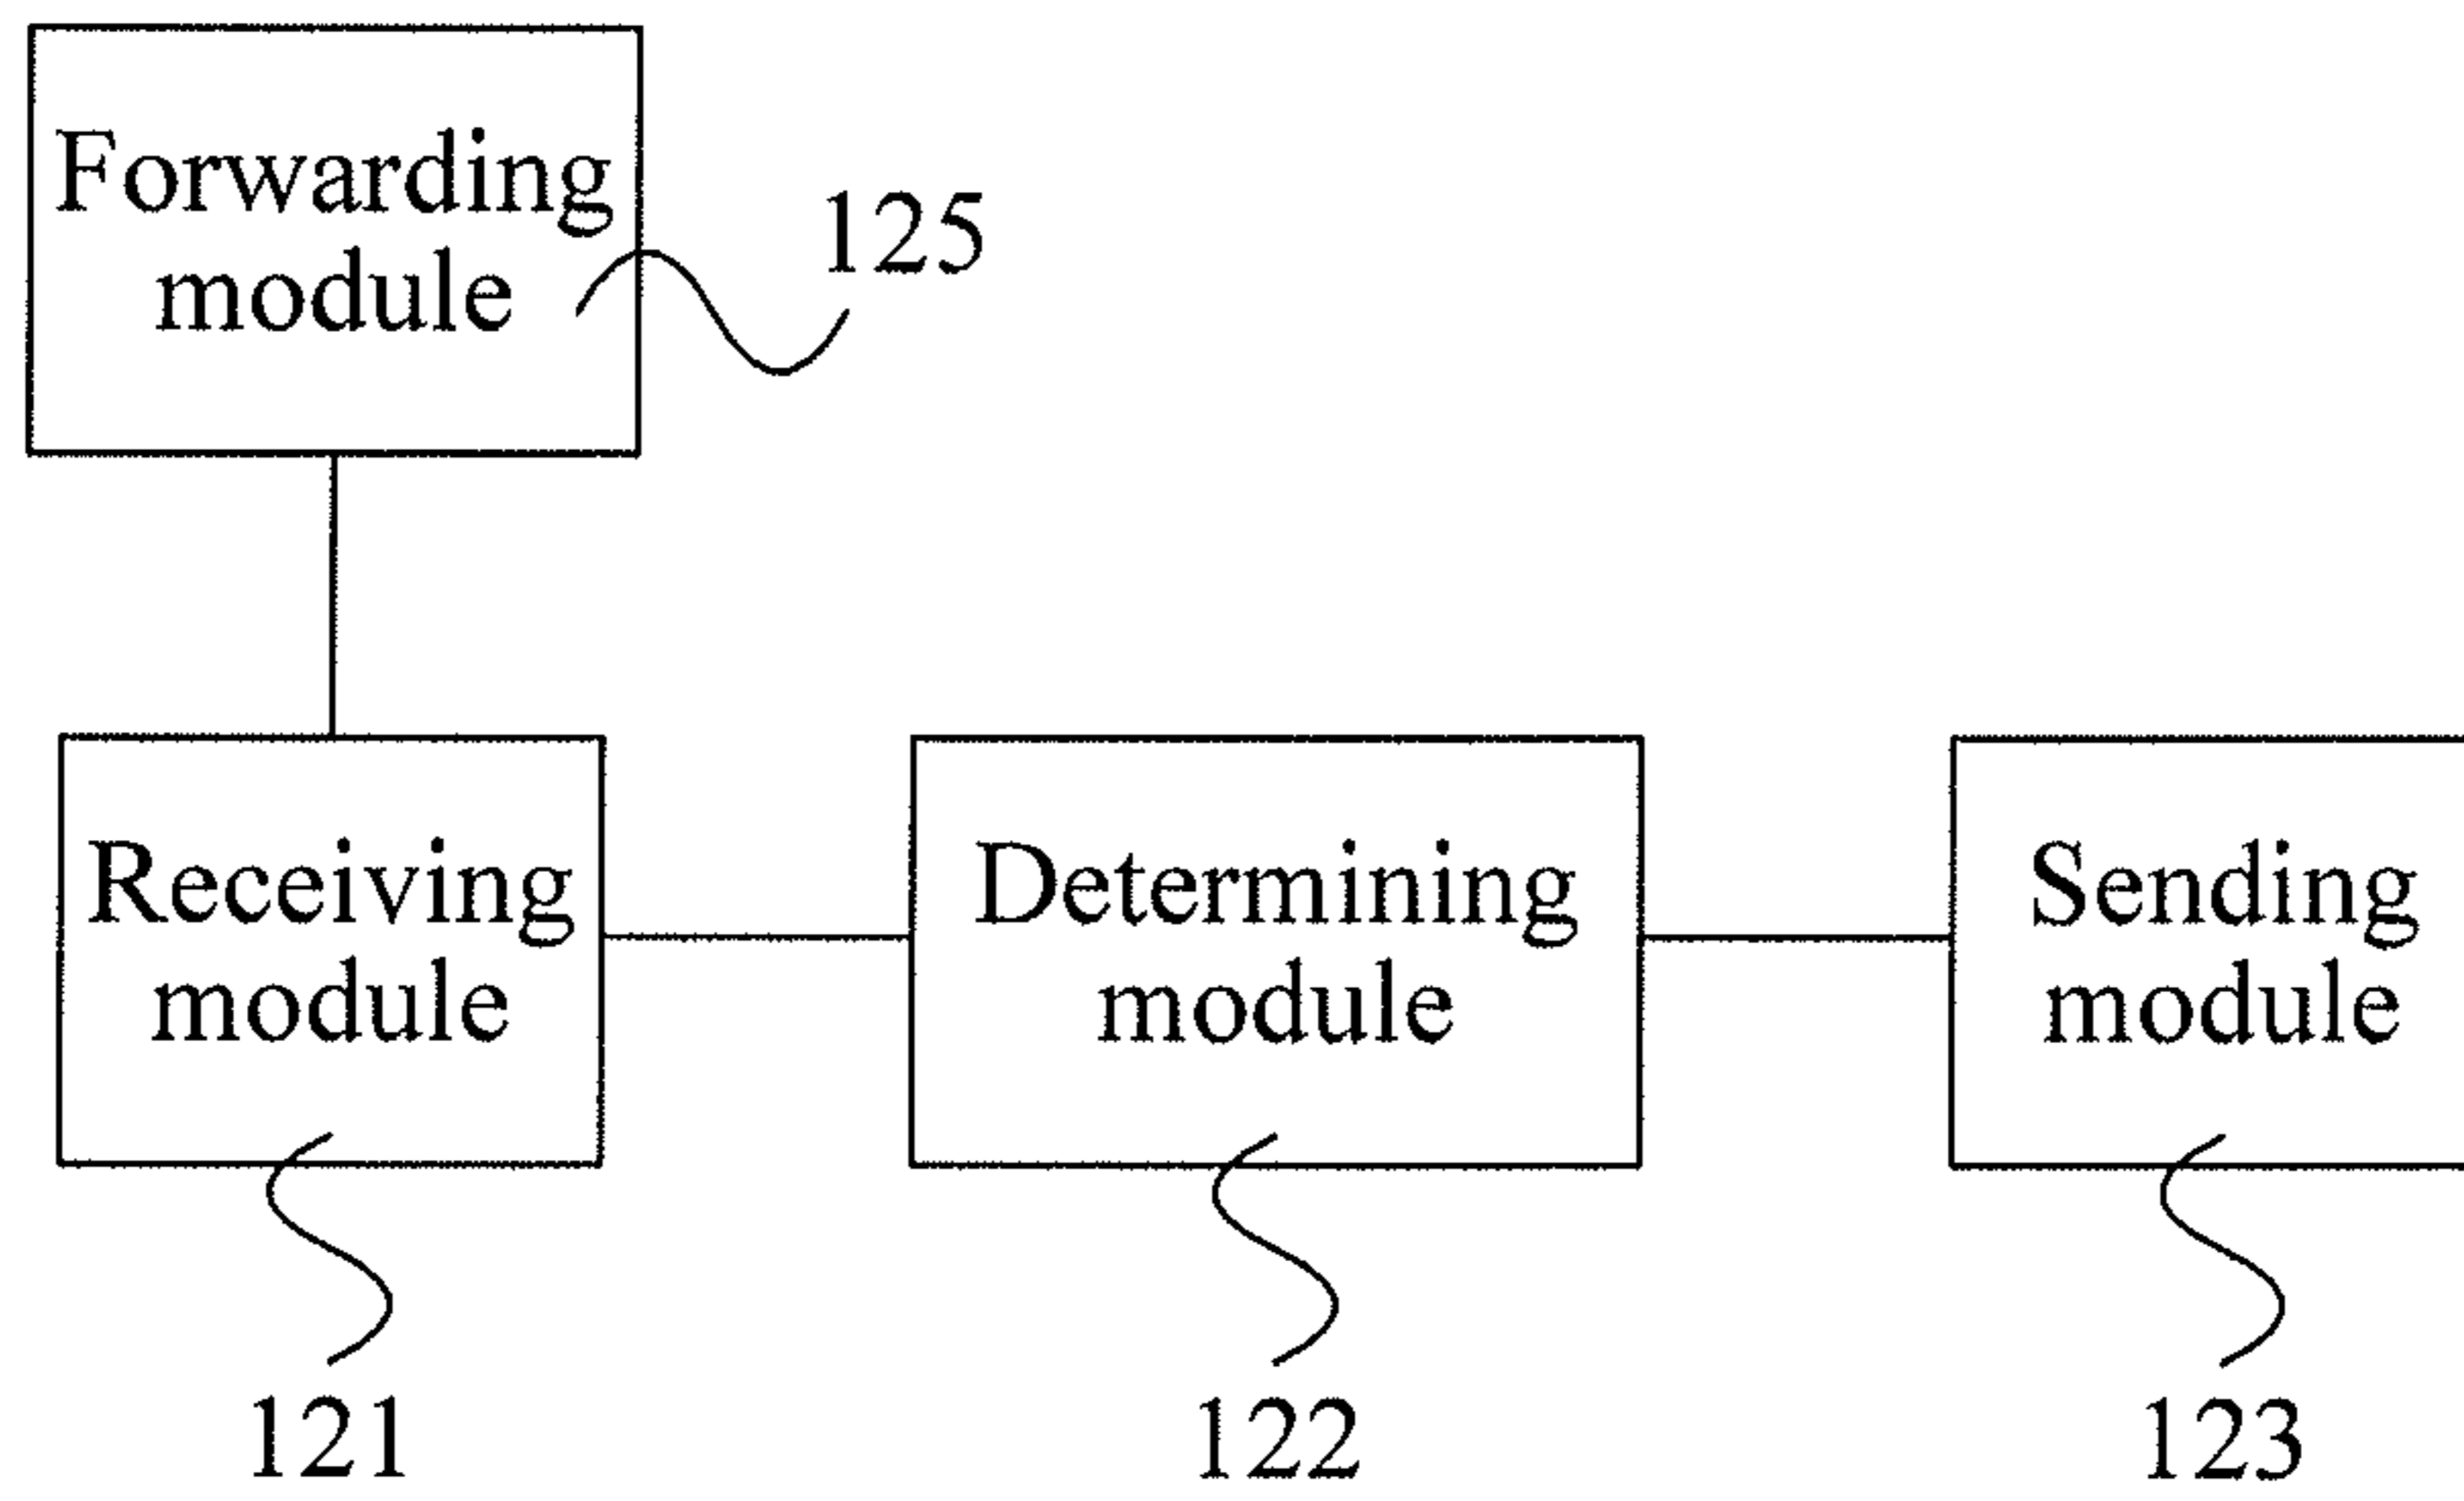 Forwarding
module
125
Receiving
module
Determining
module
Sending
module
121
122
123